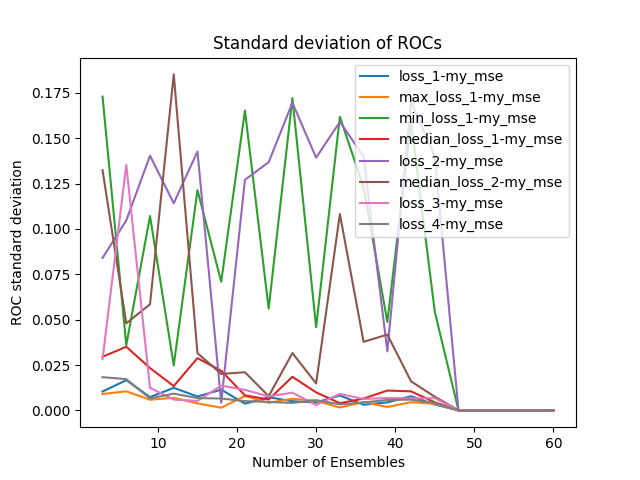 Standard deviation of ROCs
loss_1-my_mse
max_loss_1-my_mse
min_loss_1-my_mse
median_loss_1-my_mse
loss_2-my_mse
median_loss_2-my_mse
loss_3-my_mse
loss_4-my_mse
ROC standard deviation
0.175
0.150
0.125
0.100
0.075
0.050
0.025
0.000
10 20 30 40 50 60
Number of Ensembles